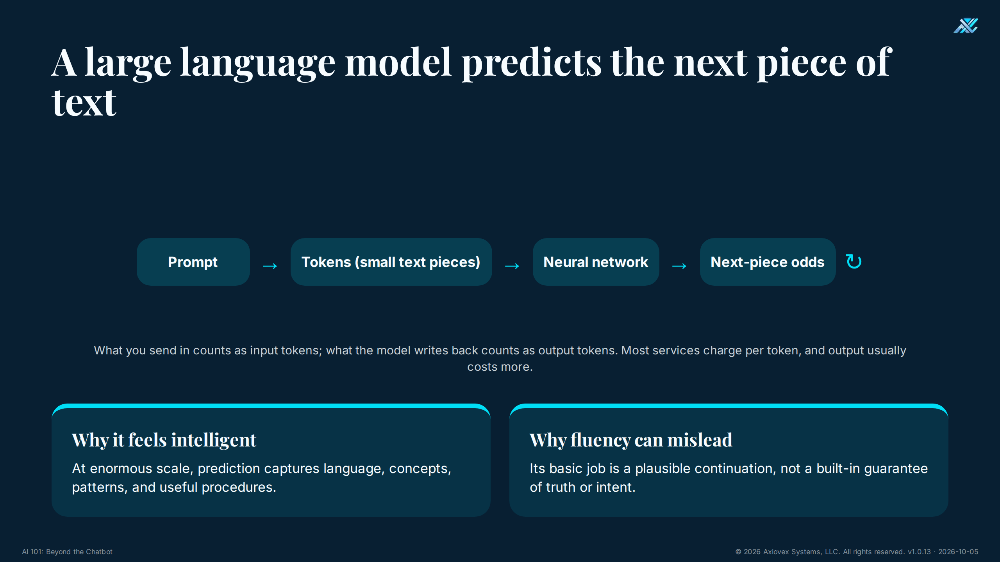 A large language model predicts the next piece of
text
Prompt → Tokens (small text pieces) → Neural network → Next-piece odds ↻
What you send in counts as input tokens; what the model writes back counts as output tokens. Most services charge per token, and output usually
costs more.
Why it feels intelligent
At enormous scale, prediction captures language, concepts,
patterns, and useful procedures.
Why fluency can mislead
Its basic job is a plausible continuation, not a built-in guarantee
of truth or intent.
AI 101: Beyond the Chatbot
© 2026 Axiovex Systems, LLC. All rights reserved. v1.0.13 · 2026-10-05